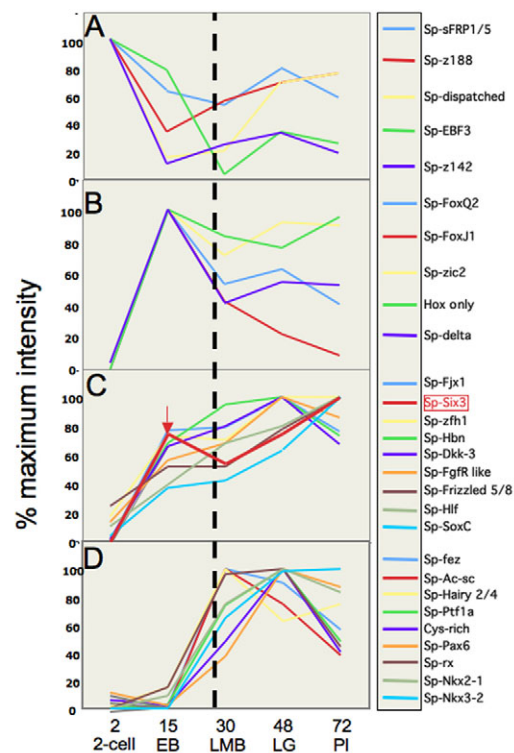 % maximum intensity
A
100
80
60
40
20
0
B
100
80
60
40
20
0
C
100
80
60
40
20
0
D
100
80
60
40
20
0
2 15 30 48 72
2-cell EB LMB LG PI
Sp-sFRP1/5
Sp-z188
Sp-dispatched
Sp-EBF3
Sp-z142
Sp-FoxQ2
Sp-FoxJ1
Sp-zic2
Hox only
Sp-delta
Sp-Fjx1
Sp-Six3
Sp-zfh1
Sp-Hbn
Sp-Dkk-3
Sp-FgfR like
Sp-Frizzled 5/8
Sp-Hlf
Sp-SoxC
Sp-fez
Sp-Ac-sc
Sp-Hairy 2/4
Sp-Ptf1a
Cys-rich
Sp-Pax6
Sp-rx
Sp-Nkx2-1
Sp-Nkx3-2